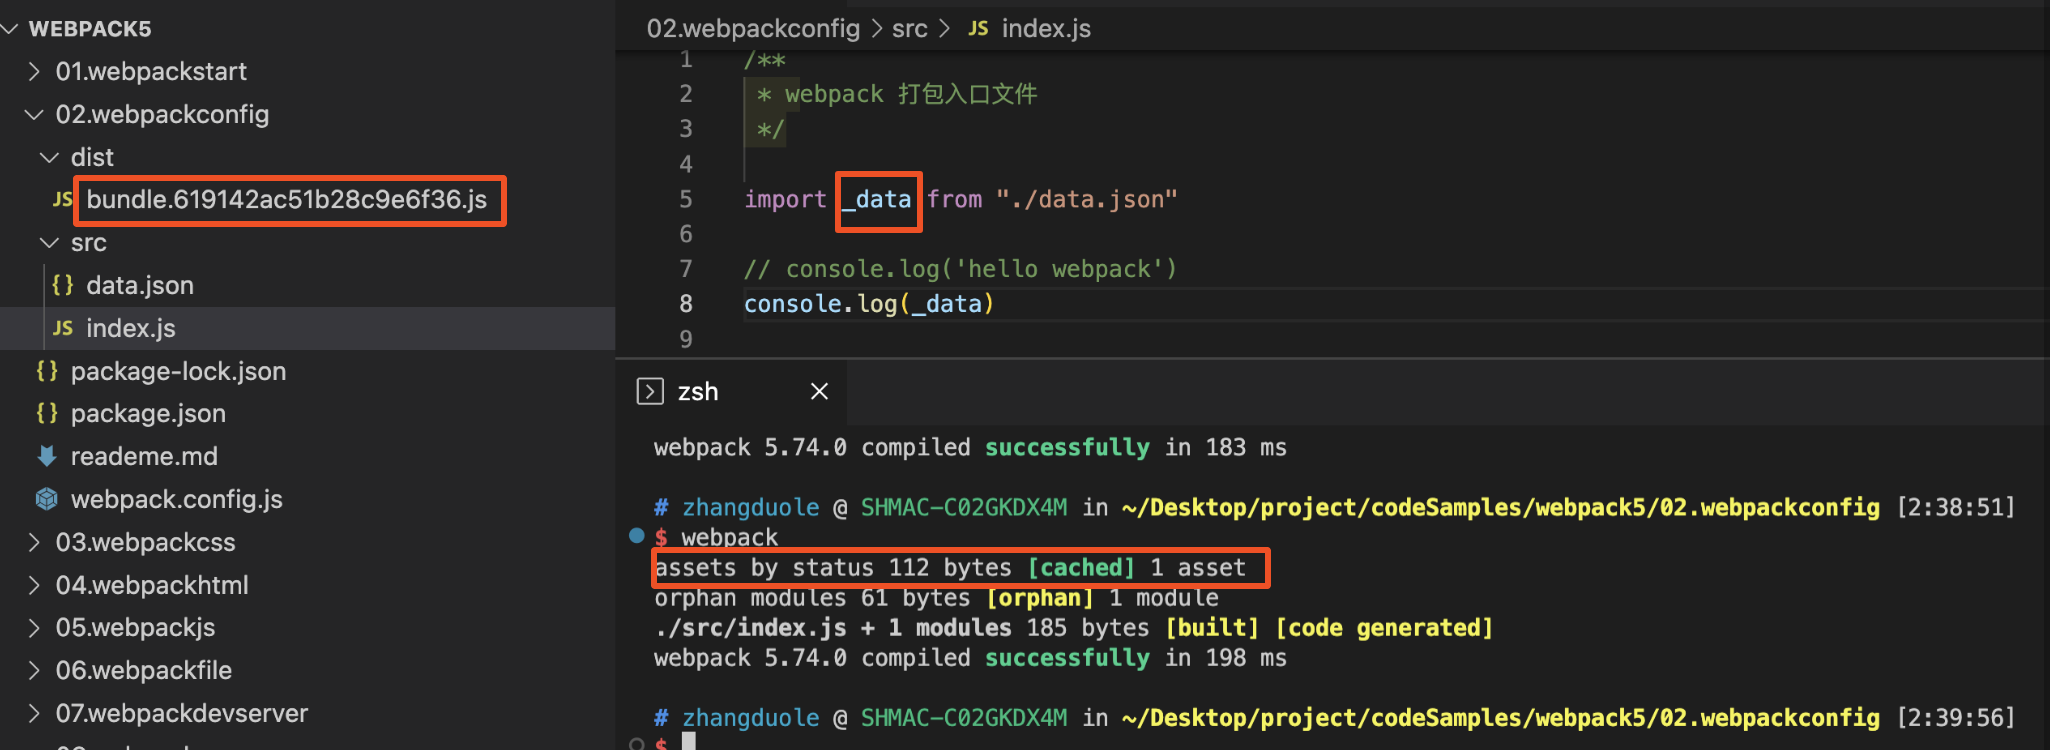 WEBPACK5
01.webpackstart
02.webpackconfig
dist
JS bundle.619142ac51b28c9e6f36.js
src
{} data.json
JS index.js
{} package-lock.json
{} package.json
reademe.md
webpack.config.js
03.webpackcss
04.webpackhtml
05.webpackjs
06.webpackfile
07.webpackdevserver
02.webpackconfig > src > JS index.js
1 /**
2 * webpack 打包入口文件
3 */
4
5 import _data from "./data.json"
6
7 // console.log('hello webpack')
8 console.log(_data)
9
zsh
webpack 5.74.0 compiled successfully in 183 ms
# zhangduole @ SHMAC-C02GKDX4M in ~/Desktop/project/codeSamples/webpack5/02.webpackconfig [2:38:51]
$ webpack
assets by status 112 bytes [cached] 1 asset
orphan modules 61 bytes [orphan] 1 module
./src/index.js + 1 modules 185 bytes [built] [code generated]
webpack 5.74.0 compiled successfully in 198 ms
# zhangduole @ SHMAC-C02GKDX4M in ~/Desktop/project/codeSamples/webpack5/02.webpackconfig [2:39:56]
$